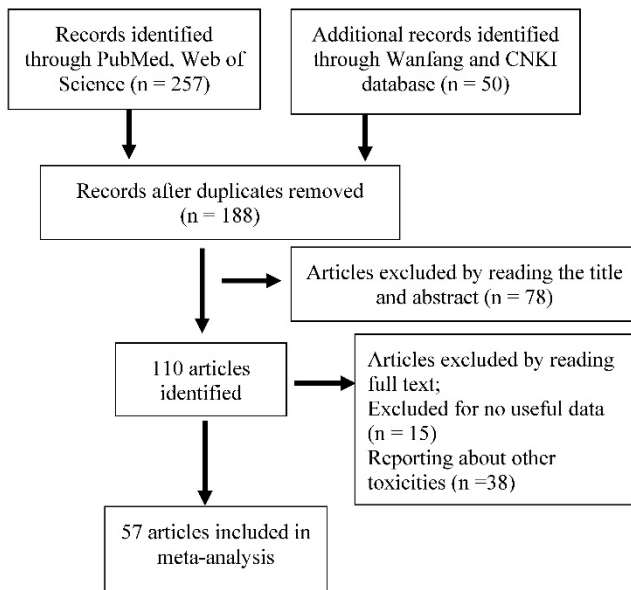 Records identified
through PubMed, Web of
Science (n = 257)
Additional records identified
through Wanfang and CNKI
database (n = 50)
Records after duplicates removed
(n = 188)
Articles excluded by reading the title
and abstract (n = 78)
110 articles
identified
Articles excluded by reading
full text;
Excluded for no useful data
(n = 15)
Reporting about other
toxicities (n =38)
57 articles included in
meta-analysis